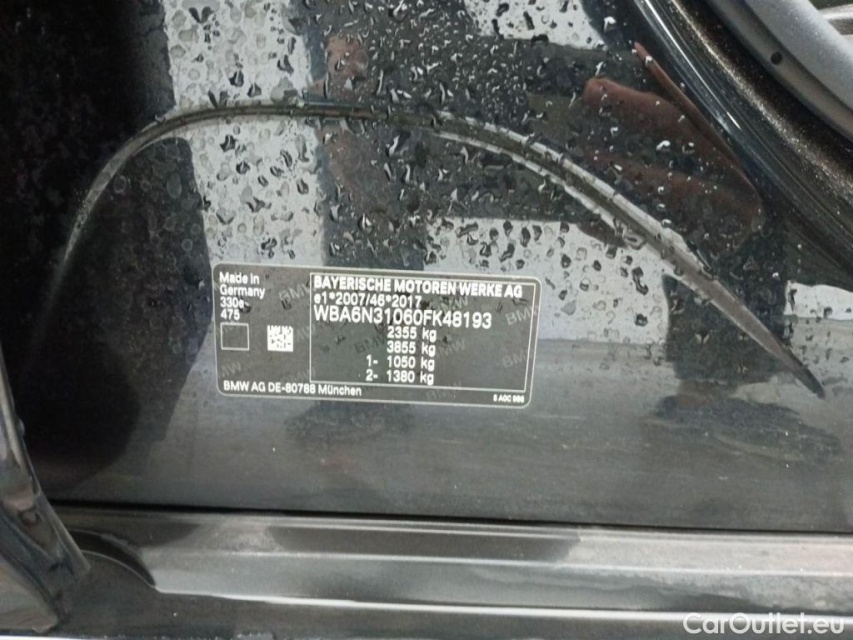 Made in
Germany
330e
475
BAYERISCHE MOTOREN WERKE AG
e1*2007/46*2017
WBA6N31060FK48193
2355 kg
3855 kg
1- 1050 kg
2- 1380 kg
BMW AG DE-80788 München
CarOutlet.eu